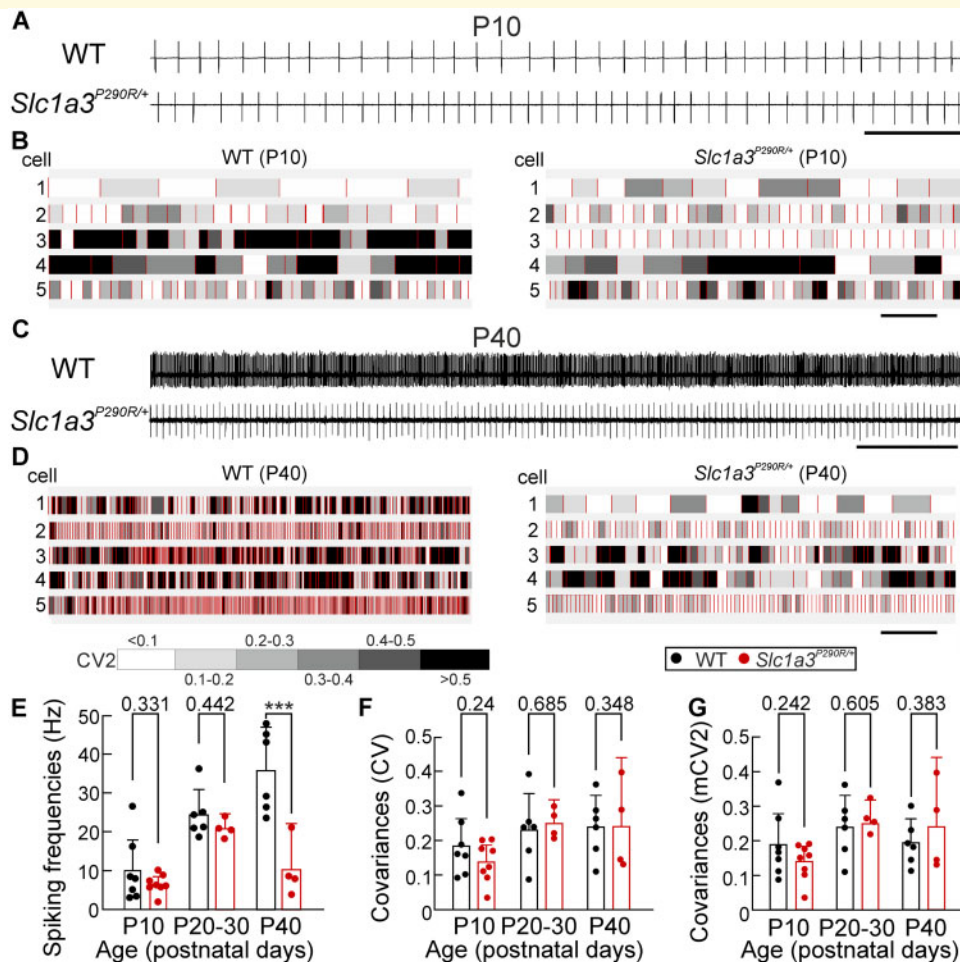 A
P10
WT
Slc1a3P290R/+
B
cell
WT (P10)
1
2
3
4
5
cell
Slc1a3P290R/+ (P10)
1
2
3
4
5
C
P40
WT
Slc1a3P290R/+
D
cell
WT (P40)
1
2
3
4
5
cell
Slc1a3P290R/+ (P40)
1
2
3
4
5
<0.1 0.2-0.3 0.4-0.5
CV2
0.1-0.2 0.3-0.4 >0.5
WT Slc1a3P290R/+
E
Spiking frequencies (Hz)
0.331 0.442 ***
50
40
30
20
10
0
P10 P20-30 P40
Age (postnatal days)
F
Covariances (CV)
0.24 0.685 0.348
0.5
0.4
0.3
0.2
0.1
0
P10 P20-30 P40
Age (postnatal days)
G
Covariances (mCV2)
0.242 0.605 0.383
0.5
0.4
0.3
0.2
0.1
0
P10 P20-30 P40
Age (postnatal days)